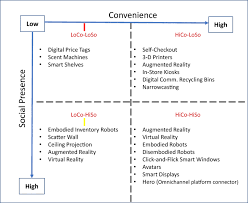 Convenience
Low
High
LoCo-LoSo
HiCo-LoSo
Social Presence
• Digital Price Tags
• Scent Machines
• Smart Shelves
• Self-Checkout
• 3-D Printers
• Augmented Reality
• In-Store Kiosks
• Digital Comm. Recycling Bins
• Narrowcasting
LoCo-HiSo
HiCo-HiSo
• Embodied Inventory Robots
• Scatter Wall
• Ceiling Projection
• Augmented Reality
• Virtual Reality
• Augmented Reality
• Virtual Reality
• Embodied Robots
• Disembodied Robots
• Click-and-Flick Smart Windows
• Avatars
• Smart Displays
• Hero (Omnichannel platform connector)
High